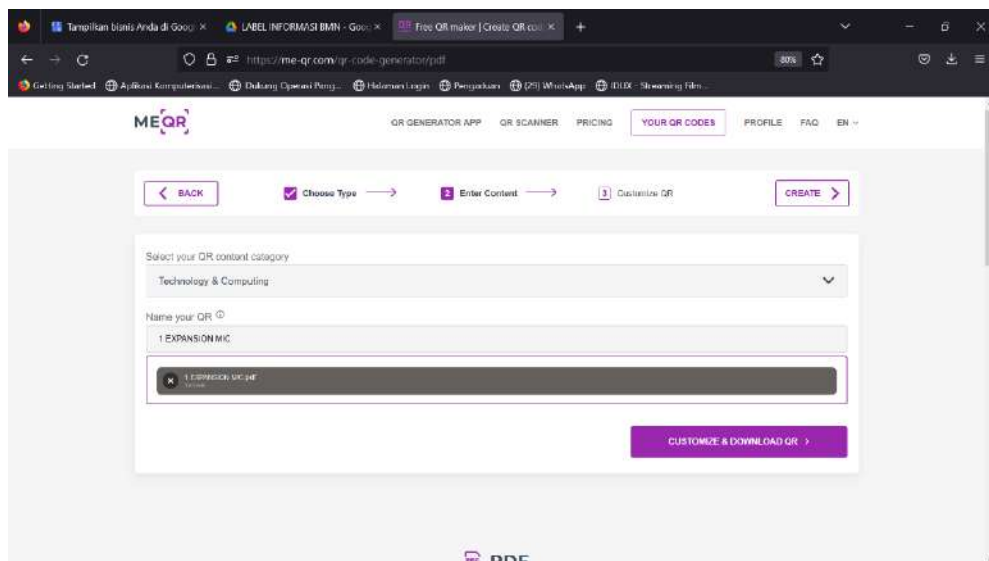 Tampilkan bisnis Anda di Goog
LABEL INFORMASI BMN - Goo
Free QR maker | Create QR cod
https://me-qr.com/qr-code-generator/pdf
80%
Getting Started
Aplikasi Komputerisasi...
Dukung Operasi Pang...
Halaman Login
Pengaduan
(29) WhatsApp
IDLIX - Streaming Film...
MEQR
QR GENERATOR APP
QR SCANNER
PRICING
YOUR QR CODES
PROFILE
FAQ
EN
BACK
Choose Type
2 Enter Content
3 Customize QR
CREATE
Select your QR content category
Technology & Computing
Name your QR
1 EXPANSION MIC
1 EXPANSION MIC.pdf
CUSTOMIZE & DOWNLOAD QR
PDF